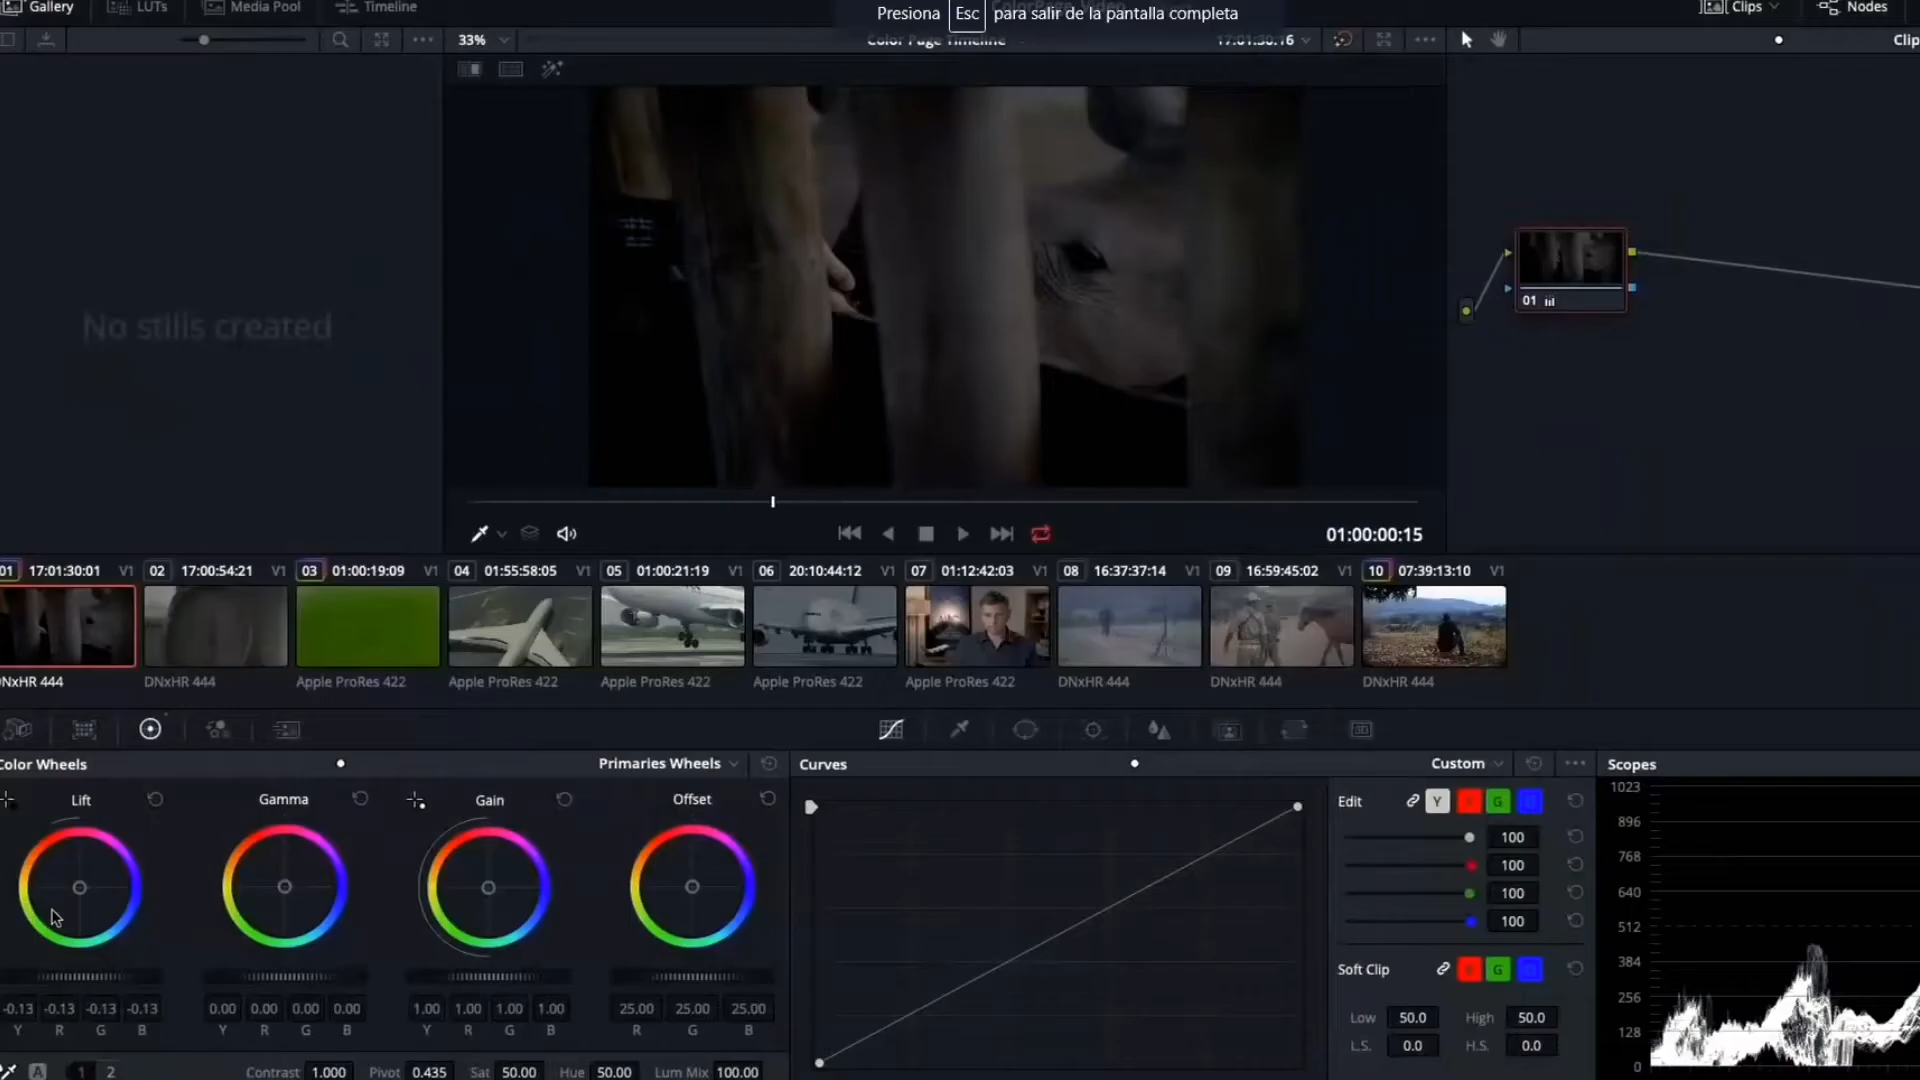 Gallery LUTs Media Pool Timeline Presiona Esc para salir de la pantalla completa Clips Nodes
33% Color Page Timeline 17:01:30:16 Clip
No stills created
01
01:00:00:15
01 17:01:30:01 V1 02 17:00:54:21 V1 03 01:00:19:09 V1 04 01:55:58:05 V1 05 01:00:21:19 V1 06 20:10:44:12 V1 07 01:12:42:03 V1 08 16:37:37:14 V1 09 16:59:45:02 V1 10 07:39:13:10 V1
NxHR 444 DNxHR 444 Apple ProRes 422 Apple ProRes 422 Apple ProRes 422 Apple ProRes 422 Apple ProRes 422 DNxHR 444 DNxHR 444 DNxHR 444
Color Wheels Primaries Wheels Curves Custom Scopes
Lift Gamma Gain Offset
Edit Y G
100
100
100
100
Soft Clip G
Low 50.0 High 50.0
L.S. 0.0 H.S. 0.0
-0.13 -0.13 -0.13 -0.13 0.00 0.00 0.00 0.00 1.00 1.00 1.00 1.00 25.00 25.00 25.00
Y R G B Y R G B Y R G B R G B
A 1 2 Contrast 1.000 Pivot 0.435 Sat 50.00 Hue 50.00 Lum Mix 100.00
1023
896
768
640
512
384
256
128
0